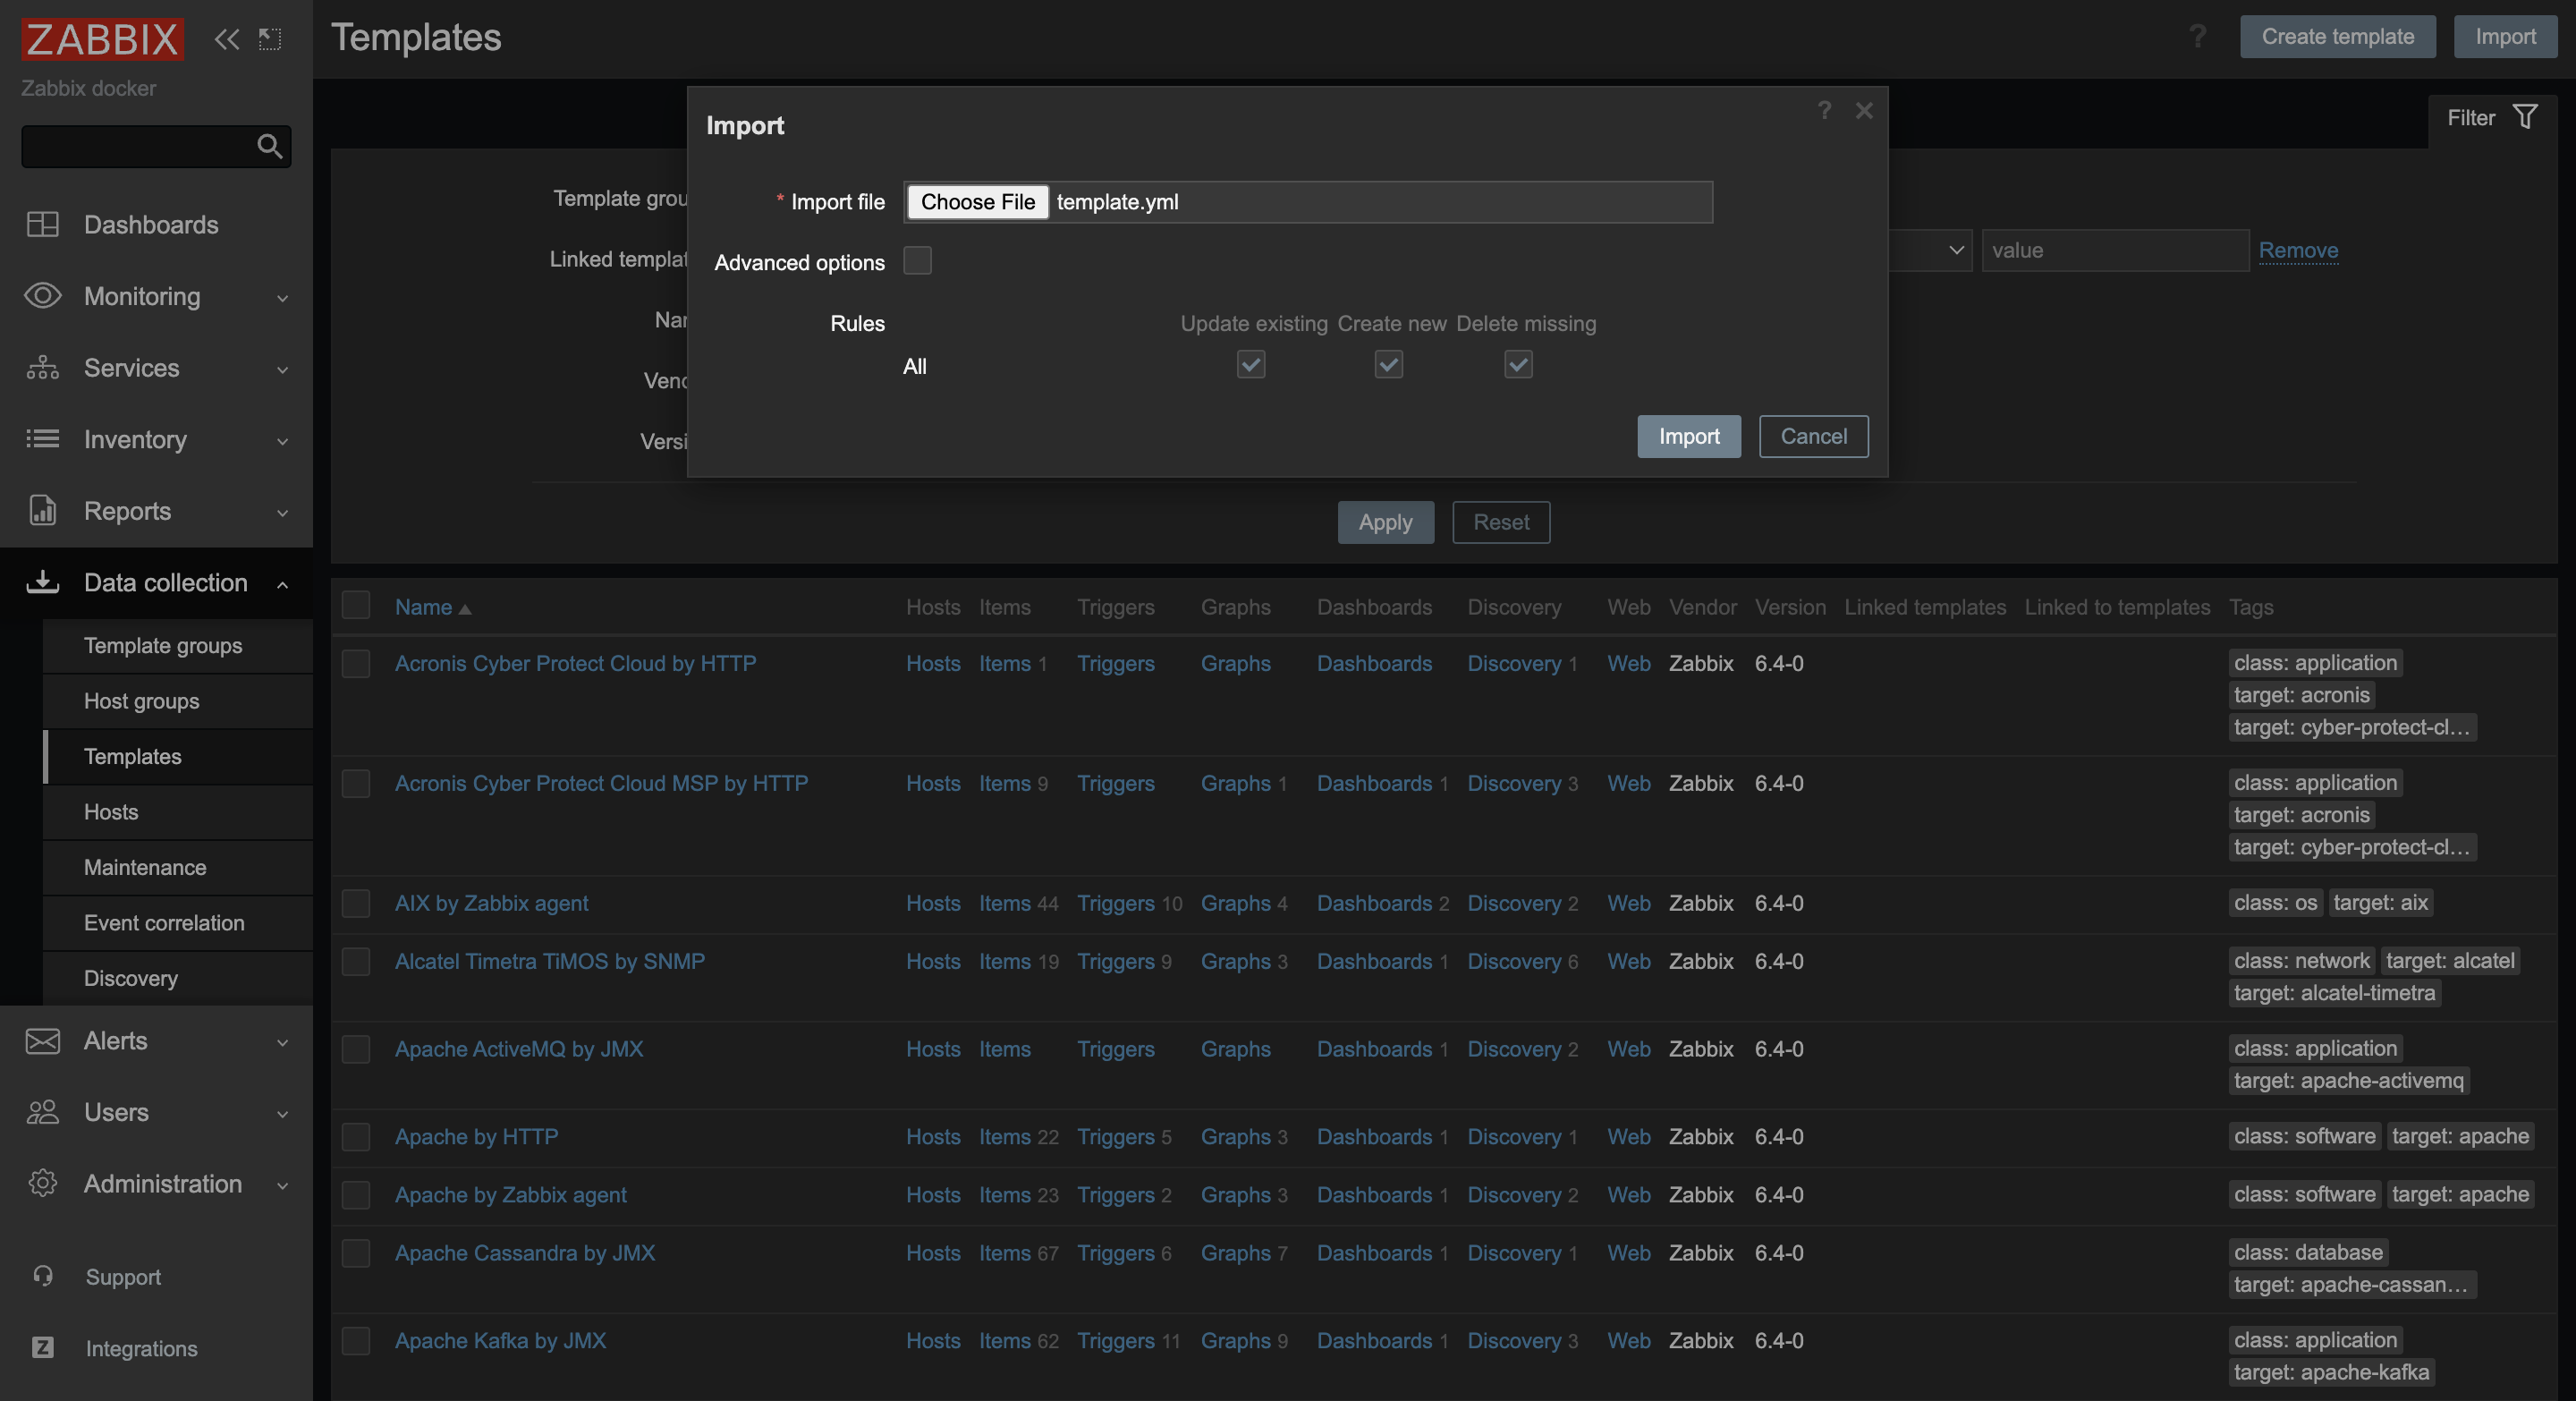 ZABBIX
Zabbix docker
Dashboards
Monitoring
Services
Inventory
Reports
Data collection
Template groups
Host groups
Templates
Hosts
Maintenance
Event correlation
Discovery
Alerts
Users
Administration
Support
Z Integrations
Templates
? Create template Import
Filter
Import ? ×
* Import file Choose File template.yml
Advanced options
Rules Update existing Create new Delete missing
All
Import Cancel
Template grou
Linked templat
value Remove
Nar
Vend
Versi
Apply Reset
Name Hosts Items Triggers Graphs Dashboards Discovery Web Vendor Version Linked templates Linked to templates Tags
Acronis Cyber Protect Cloud by HTTP Hosts Items 1 Triggers Graphs Dashboards Discovery 1 Web Zabbix 6.4-0 class: application
target: acronis
target: cyber-protect-cl...
Acronis Cyber Protect Cloud MSP by HTTP Hosts Items 9 Triggers Graphs 1 Dashboards 1 Discovery 3 Web Zabbix 6.4-0 class: application
target: acronis
target: cyber-protect-cl...
AIX by Zabbix agent Hosts Items 44 Triggers 10 Graphs 4 Dashboards 2 Discovery 2 Web Zabbix 6.4-0 class: os target: aix
Alcatel Timetra TiMOS by SNMP Hosts Items 19 Triggers 9 Graphs 3 Dashboards 1 Discovery 6 Web Zabbix 6.4-0 class: network target: alcatel
target: alcatel-timetra
Apache ActiveMQ by JMX Hosts Items Triggers Graphs Dashboards 1 Discovery 2 Web Zabbix 6.4-0 class: application
target: apache-activemq
Apache by HTTP Hosts Items 22 Triggers 5 Graphs 3 Dashboards 1 Discovery 1 Web Zabbix 6.4-0 class: software target: apache
Apache by Zabbix agent Hosts Items 23 Triggers 2 Graphs 3 Dashboards 1 Discovery 2 Web Zabbix 6.4-0 class: software target: apache
Apache Cassandra by JMX Hosts Items 67 Triggers 6 Graphs 7 Dashboards 1 Discovery 1 Web Zabbix 6.4-0 class: database
target: apache-cassan...
Apache Kafka by JMX Hosts Items 62 Triggers 11 Graphs 9 Dashboards 1 Discovery 3 Web Zabbix 6.4-0 class: application
target: apache-kafka